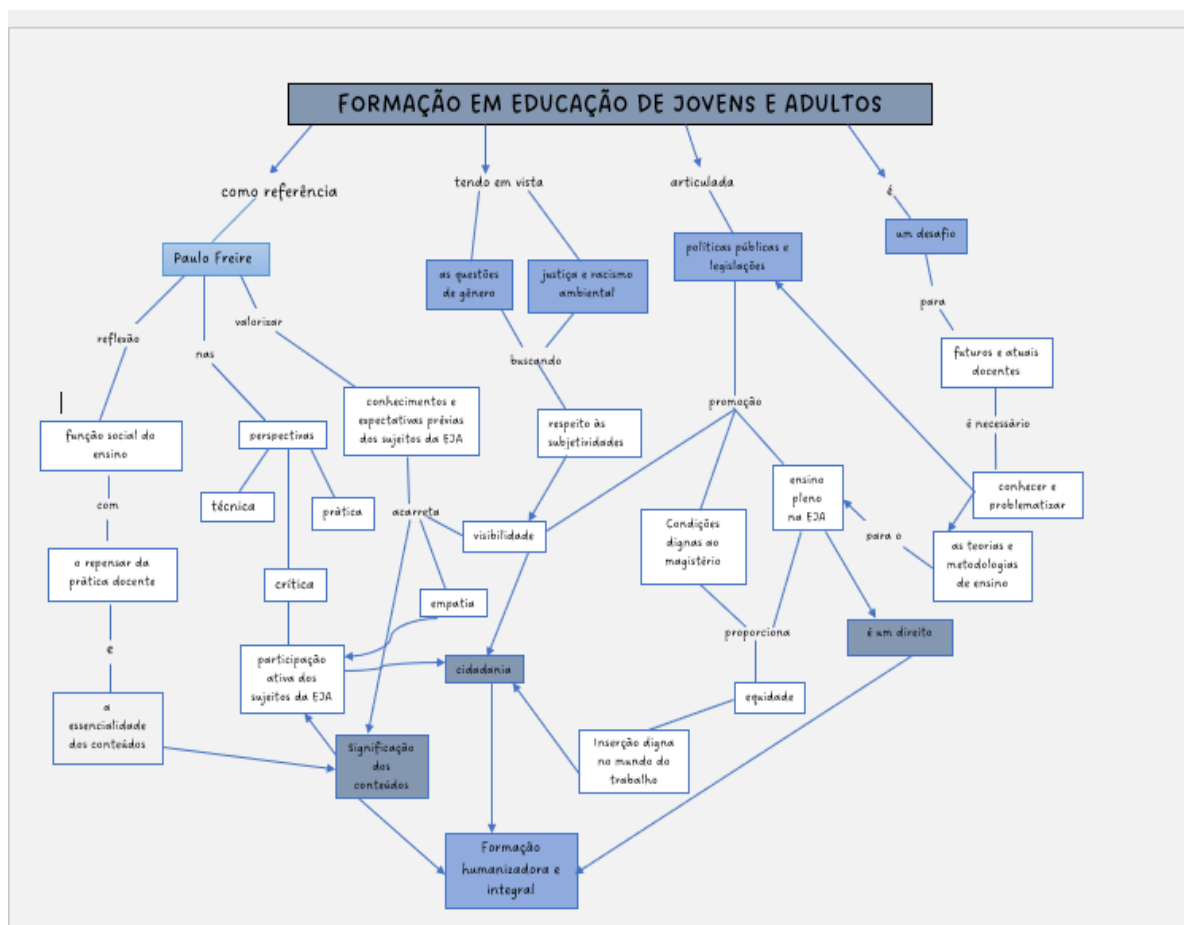 FORMAÇÃO EM EDUCAÇÃO DE JOVENS E ADULTOS
como referência
tendo em vista
articulada
é
Paulo Freire
as questões
de gênero
justiça e racismo
ambiental
políticas públicas e
legislações
um desafio
reflexão
nas
valorizar
buscando
para
função social do
ensino
perspectivas
conhecimentos e
expectativas prévias
dos sujeitos da EJA
respeito às
subjetividades
promoção
futuros e atuais
docentes
é necessário
com
técnica
prática
acarreta
visibilidade
Condições
dignas ao
magistério
ensino
pleno
na EJA
para o
conhecer e
problematizar
as teorias e
metodologias
de ensino
o repensar da
prática docente
crítica
empatia
proporciona
é um direito
e
participação
ativa dos
sujeitos da EJA
cidadania
equidade
a
essencialidade
dos conteúdos
Significação
dos
conteúdos
Inserção digna
no mundo do
trabalho
Formação
humanizadora e
integral